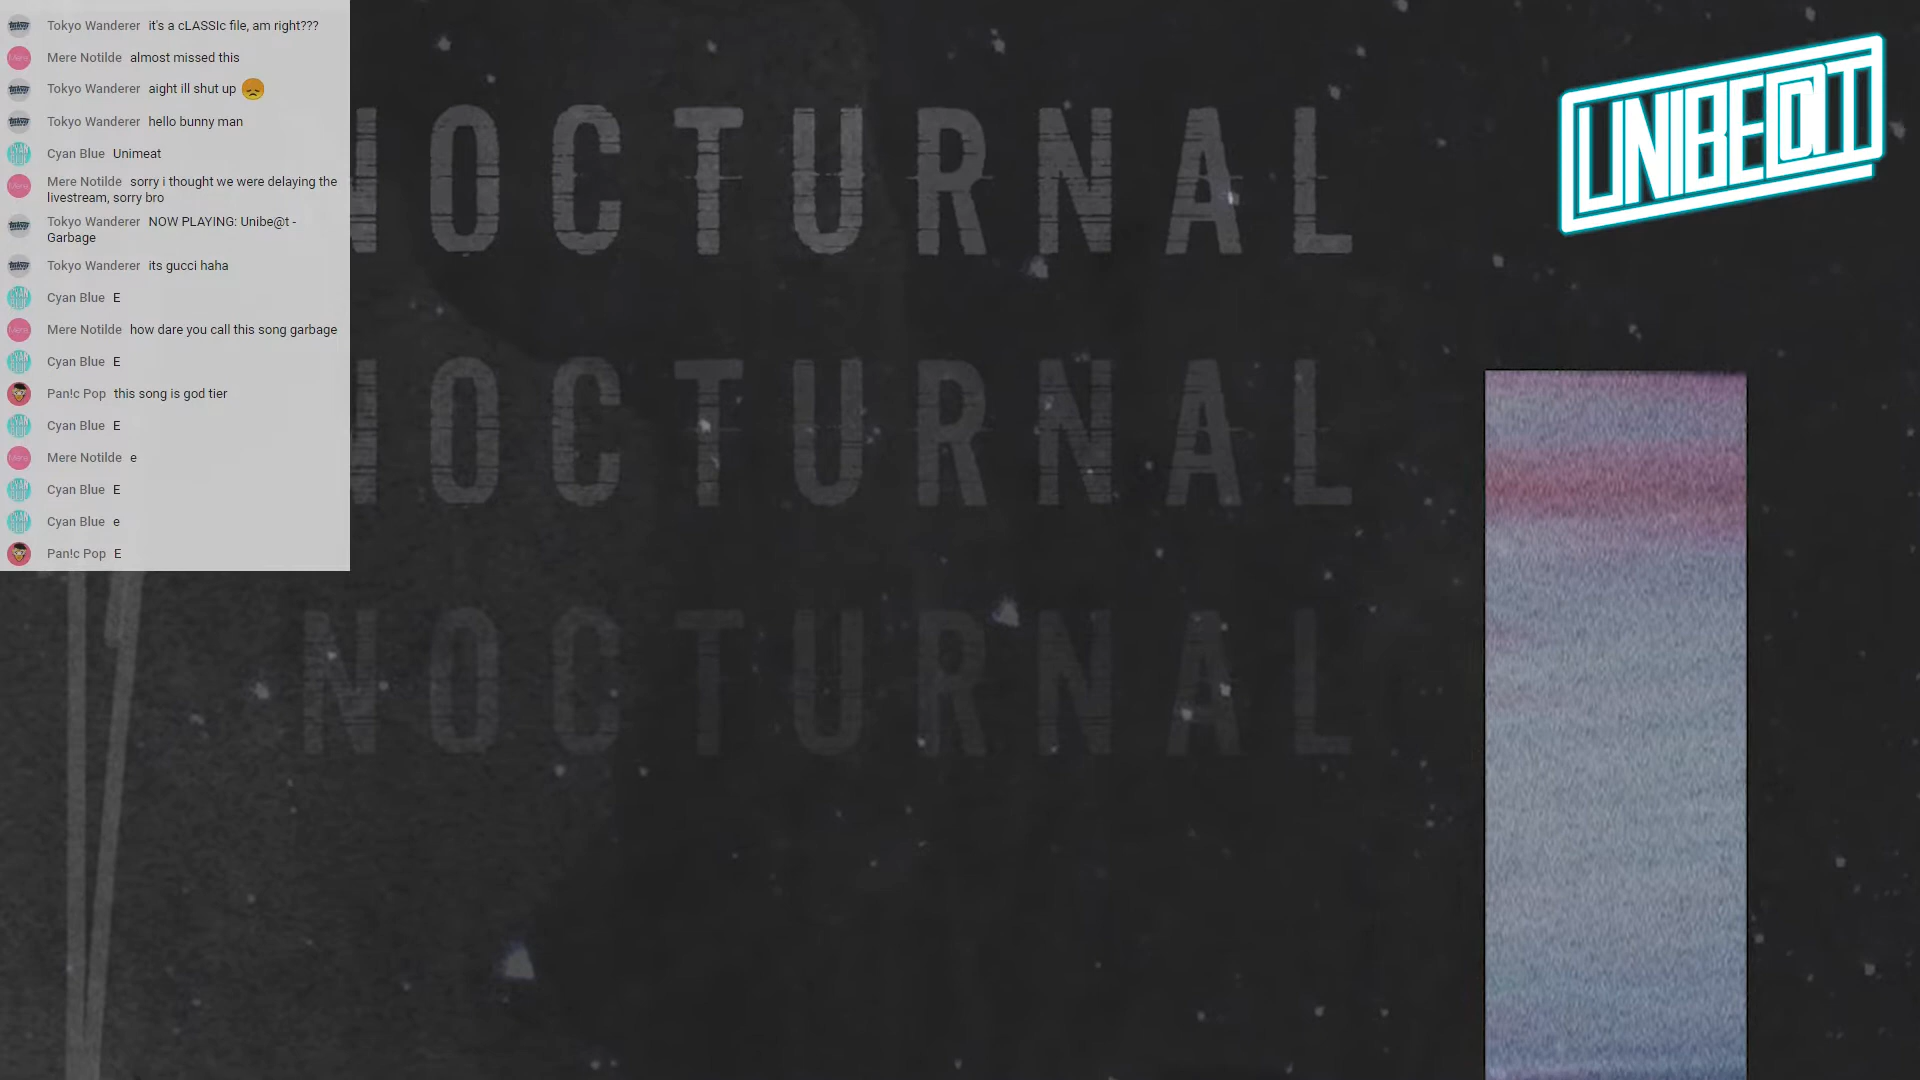 Tokyo Wanderer it's a cLASSIc file, am right???
Mere Notilde almost missed this
Tokyo Wanderer aight ill shut up
Tokyo Wanderer hello bunny man
Cyan Blue Unimeat
Mere Notilde sorry i thought we were delaying the
livestream, sorry bro
Tokyo Wanderer NOW PLAYING: Unibe@t -
Garbage
Tokyo Wanderer its gucci haha
Cyan Blue E
Mere Notilde how dare you call this song garbage
Cyan Blue E
Pan!c Pop this song is god tier
Cyan Blue E
Mere Notilde e
Cyan Blue E
Cyan Blue e
Pan!c Pop E
NOCTURNAL
NOCTURNAL
NOCTURNAL
UNIBE@T